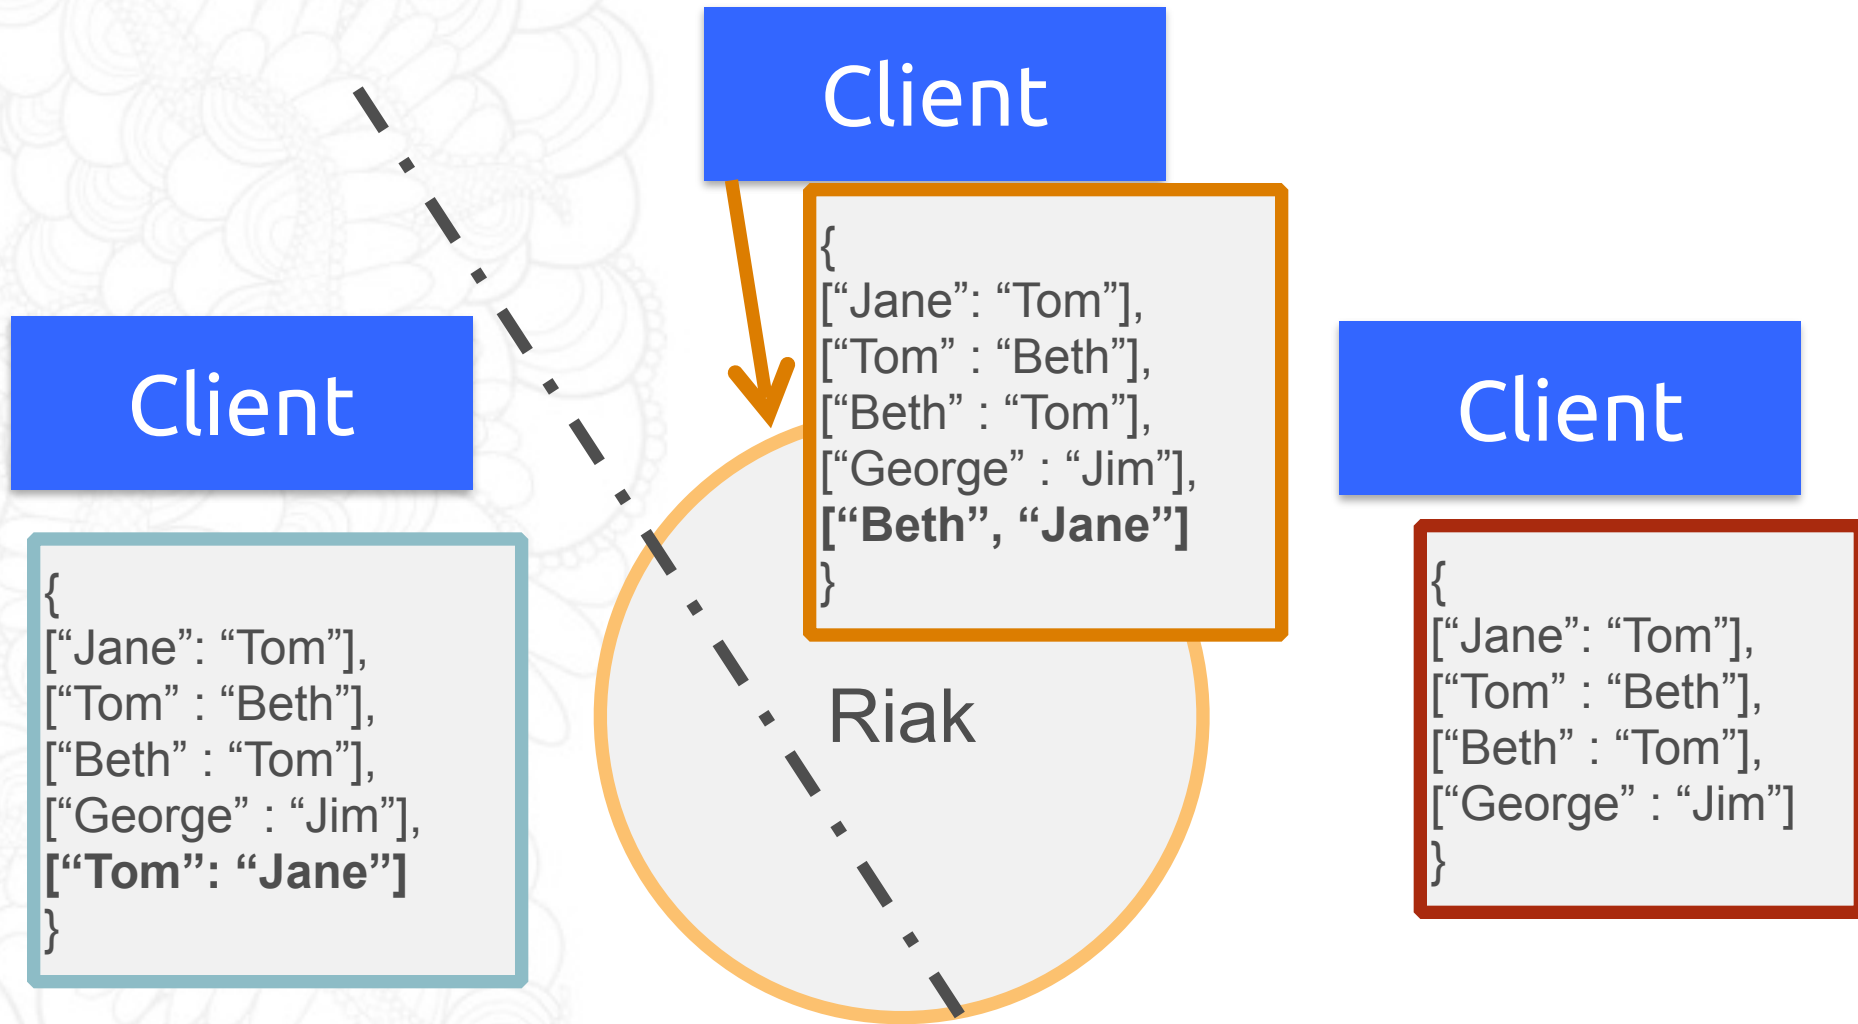 Client
{
["Jane": "Tom"],
["Tom" : "Beth"],
["Beth" : "Tom"],
["George" : "Jim"],
["Beth", "Jane"]
}
Client
{
["Jane": "Tom"],
["Tom" : "Beth"],
["Beth" : "Tom"],
["George" : "Jim"],
["Tom": "Jane"]
}
Riak
Client
{
["Jane": "Tom"],
["Tom" : "Beth"],
["Beth" : "Tom"],
["George" : "Jim"]
}